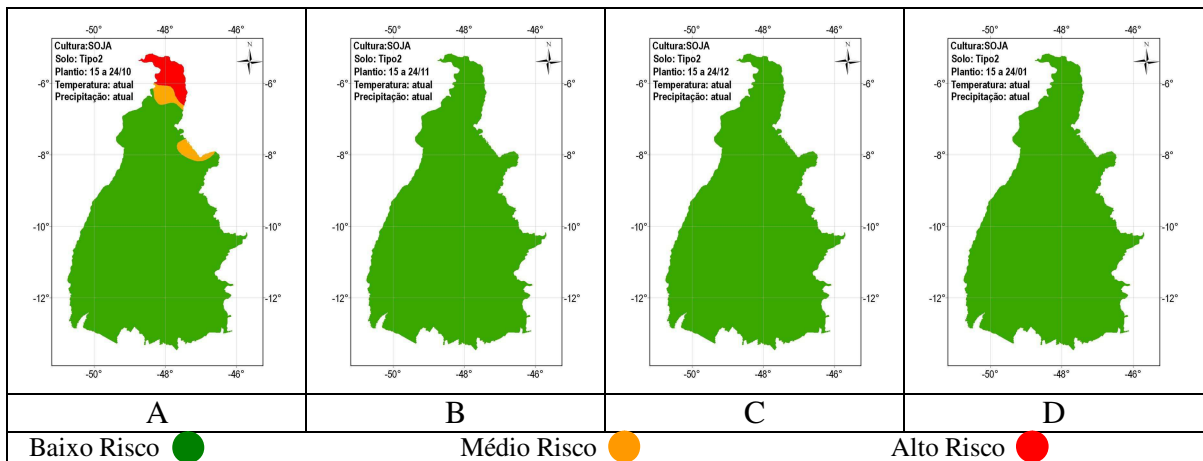 -50° -48° -46°
Cultura:SOJA
Solo: Tipo2
Plantio: 15 a 24/10
Temperatura: atual
Precipitação: atual
N
-6° -6°
-8° -8°
-10° -10°
-12° -12°
-50° -48° -46°
A
-50° -48° -46°
Cultura:SOJA
Solo: Tipo2
Plantio: 15 a 24/11
Temperatura: atual
Precipitação: atual
N
-6° -6°
-8° -8°
-10° -10°
-12° -12°
-50° -48° -46°
B
-50° -48° -46°
Cultura:SOJA
Solo: Tipo2
Plantio: 15 a 24/12
Temperatura: atual
Precipitação: atual
N
-6° -6°
-8° -8°
-10° -10°
-12° -12°
-50° -48° -46°
C
-50° -48° -46°
Cultura:SOJA
Solo: Tipo2
Plantio: 15 a 24/01
Temperatura: atual
Precipitação: atual
N
-6° -6°
-8° -8°
-10° -10°
-12° -12°
-50° -48° -46°
D
Baixo Risco Médio Risco Alto Risco